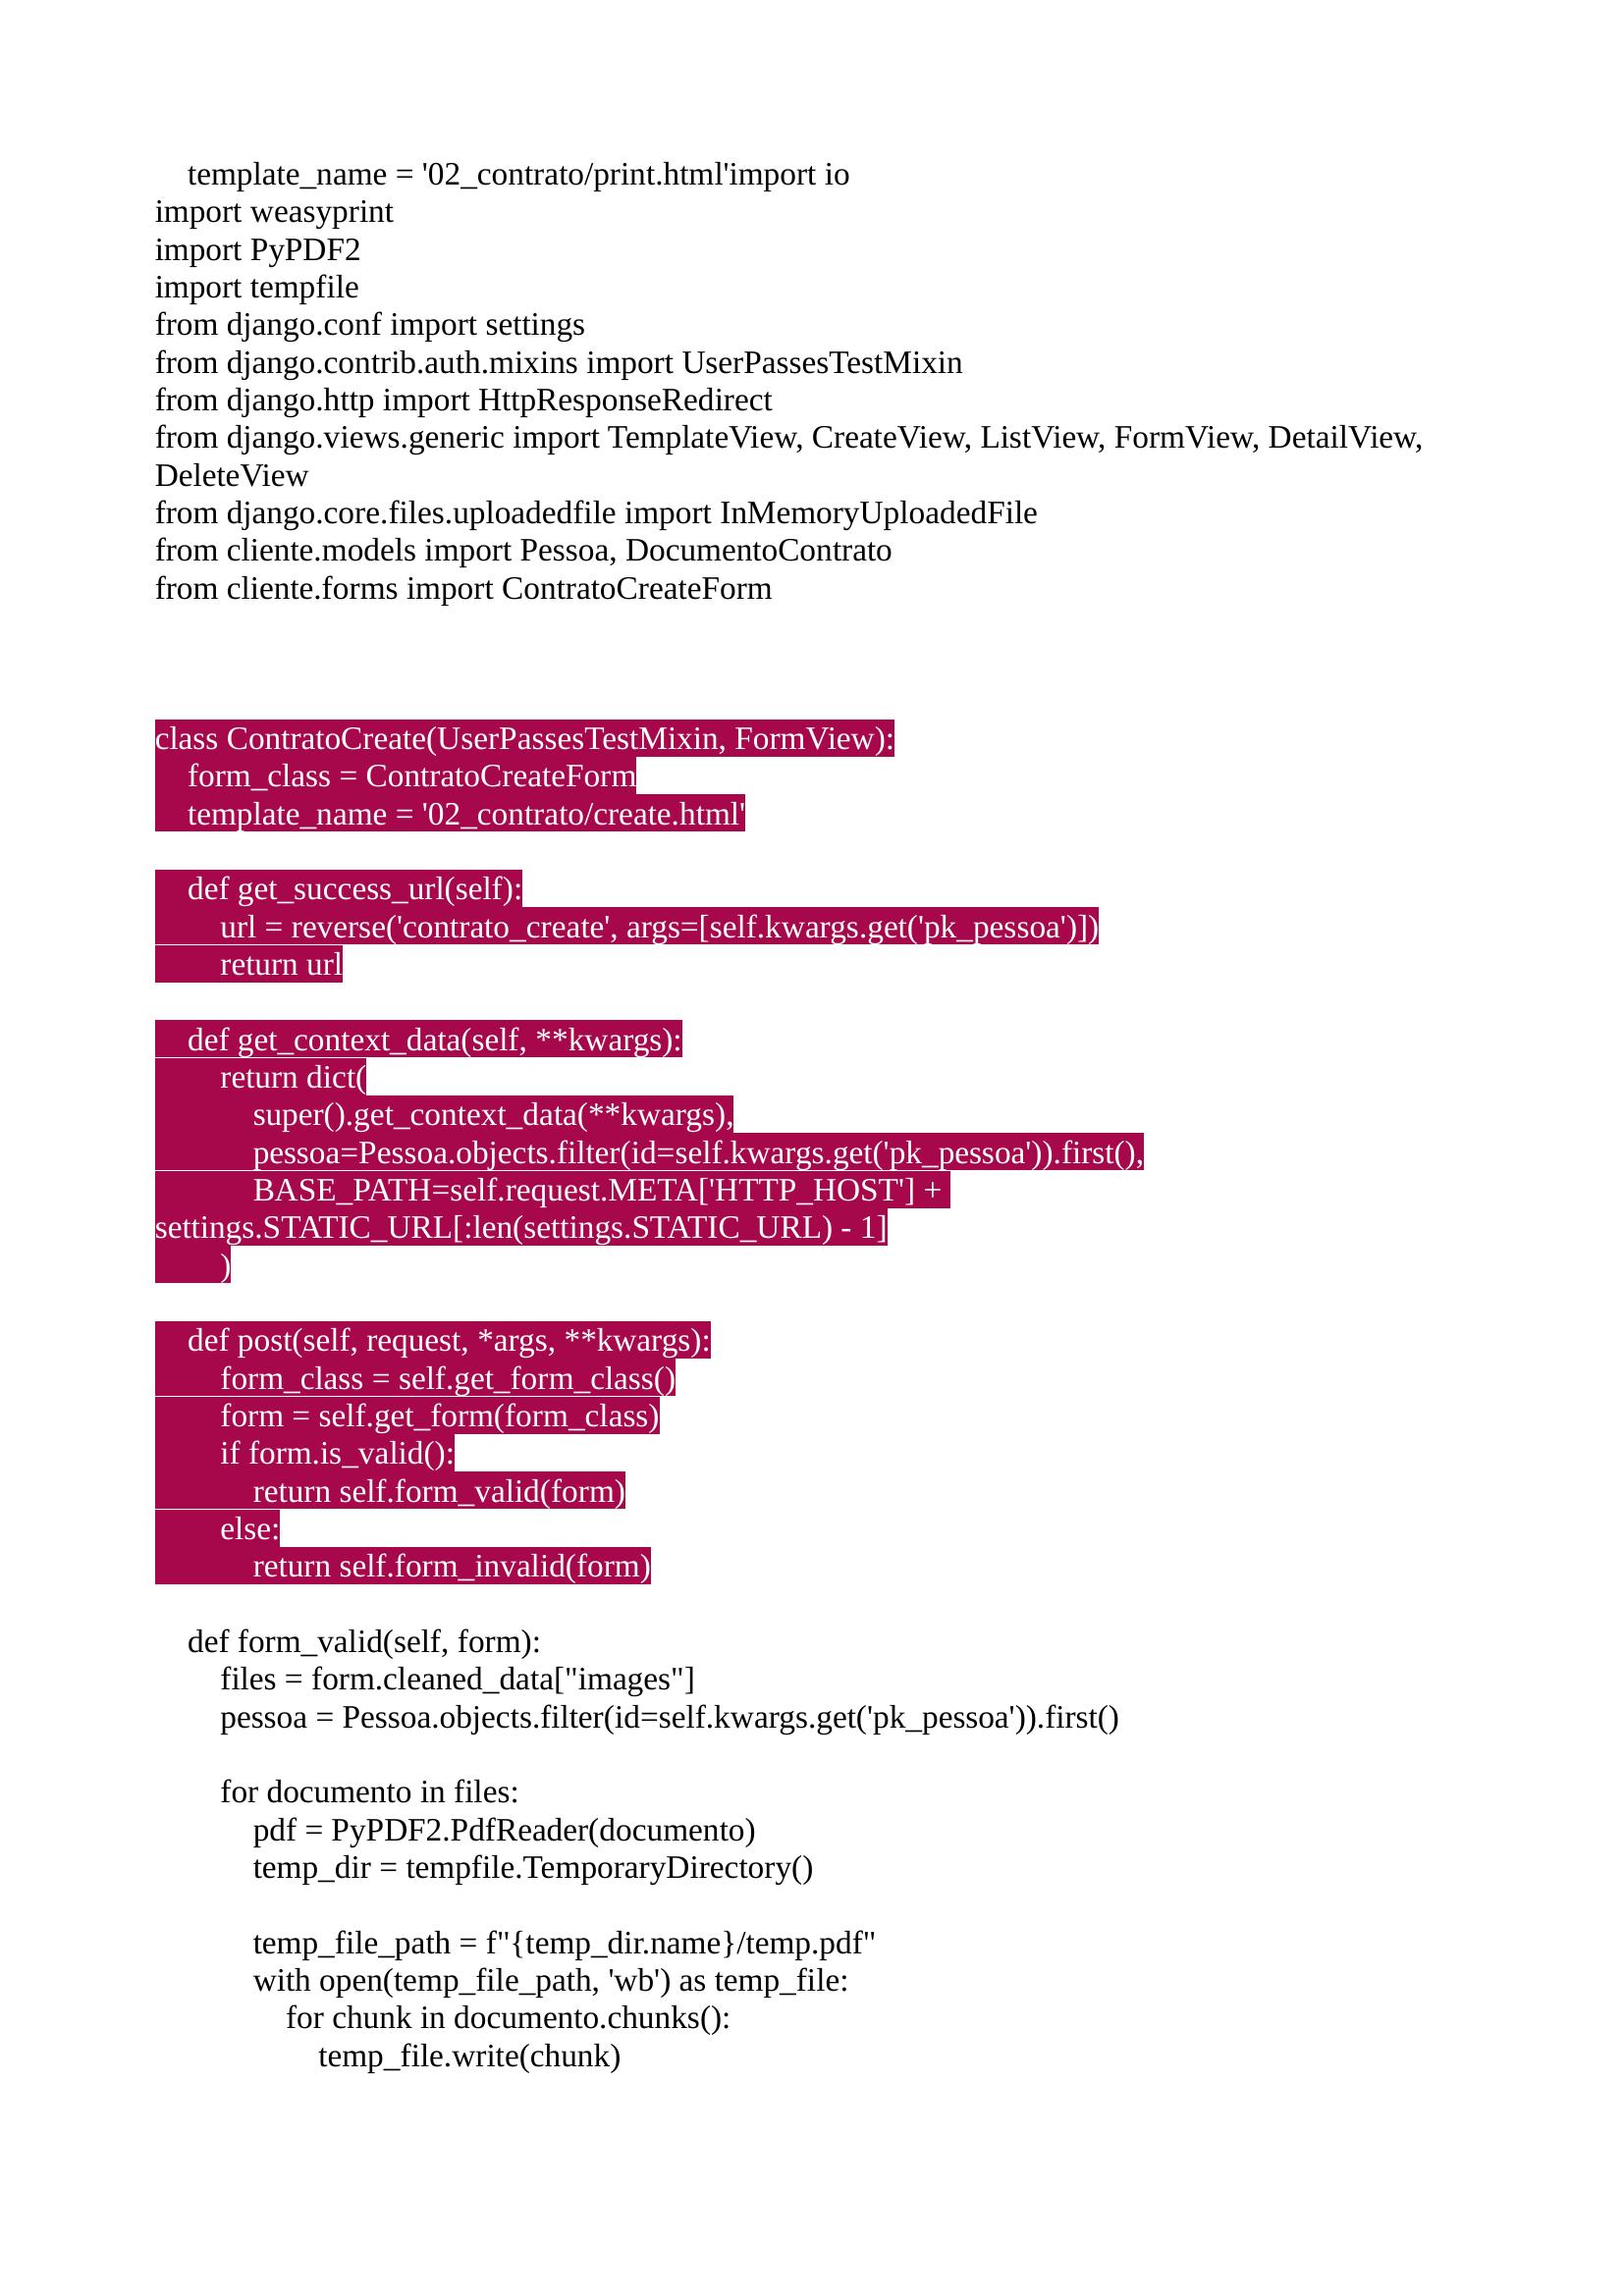 template_name = '02_contrato/print.html'import io
import weasyprint
import PyPDF2
import tempfile
from django.conf import settings
from django.contrib.auth.mixins import UserPassesTestMixin
from django.http import HttpResponseRedirect
from django.views.generic import TemplateView, CreateView, ListView, FormView, DetailView,
DeleteView
from django.core.files.uploadedfile import InMemoryUploadedFile
from cliente.models import Pessoa, DocumentoContrato
from cliente.forms import ContratoCreateForm

class ContratoCreate(UserPassesTestMixin, FormView):
    form_class = ContratoCreateForm
    template_name = '02_contrato/create.html'

    def get_success_url(self):
        url = reverse('contrato_create', args=[self.kwargs.get('pk_pessoa')])
        return url

    def get_context_data(self, **kwargs):
        return dict(
            super().get_context_data(**kwargs),
            pessoa=Pessoa.objects.filter(id=self.kwargs.get('pk_pessoa')).first(),
            BASE_PATH=self.request.META['HTTP_HOST'] +
settings.STATIC_URL[:len(settings.STATIC_URL) - 1]
        )

    def post(self, request, *args, **kwargs):
        form_class = self.get_form_class()
        form = self.get_form(form_class)
        if form.is_valid():
            return self.form_valid(form)
        else:
            return self.form_invalid(form)

    def form_valid(self, form):
        files = form.cleaned_data["images"]
        pessoa = Pessoa.objects.filter(id=self.kwargs.get('pk_pessoa')).first()

        for documento in files:
            pdf = PyPDF2.PdfReader(documento)
            temp_dir = tempfile.TemporaryDirectory()

            temp_file_path = f"{temp_dir.name}/temp.pdf"
            with open(temp_file_path, 'wb') as temp_file:
                for chunk in documento.chunks():
                    temp_file.write(chunk)